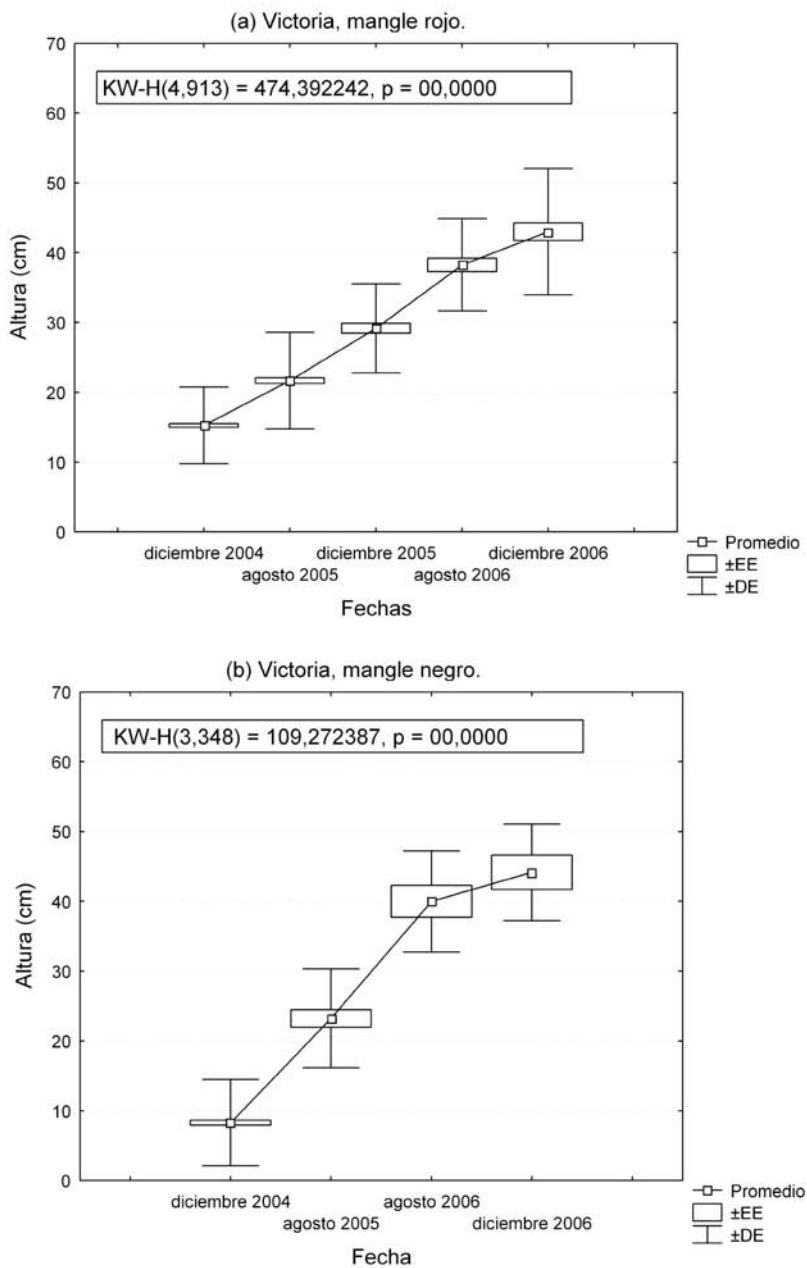 (a) Victoria, mangle rojo.
KW-H(4,913) = 474,392242, p = 00,0000
Altura (cm)
70
60
50
40
30
20
10
0
diciembre 2004
agosto 2005
diciembre 2005
agosto 2006
diciembre 2006
Fechas
Promedio
±EE
±DE
(b) Victoria, mangle negro.
KW-H(3,348) = 109,272387, p = 00,0000
Altura (cm)
70
60
50
40
30
20
10
0
diciembre 2004
agosto 2005
agosto 2006
diciembre 2006
Fecha
Promedio
±EE
±DE